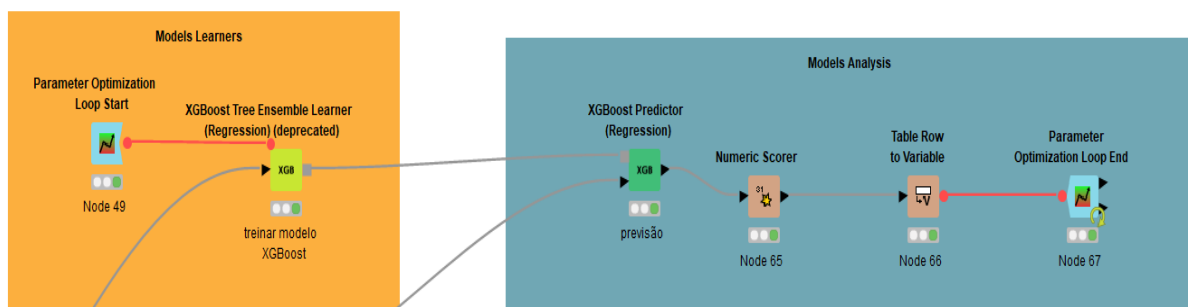 Models Learners
Parameter Optimization
Loop Start
Node 49
XGBoost Tree Ensemble Learner
(Regression) (deprecated)
XGB
treinar modelo
XGBoost
Models Analysis
XGBoost Predictor
(Regression)
XGB
previsão
Numeric Scorer
31
Node 65
Table Row
to Variable
V
Node 66
Parameter
Optimization Loop End
Node 67